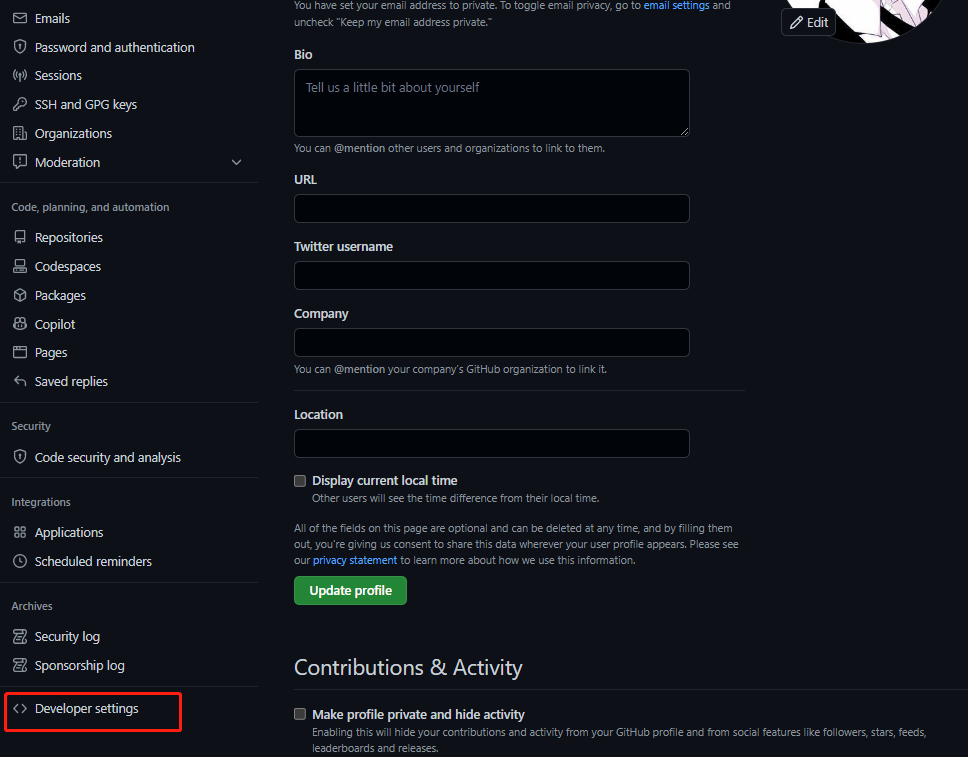 Emails
Password and authentication
Sessions
SSH and GPG keys
Organizations
Moderation
Code, planning, and automation
Repositories
Codespaces
Packages
Copilot
Pages
Saved replies
Security
Code security and analysis
Integrations
Applications
Scheduled reminders
Archives
Security log
Sponsorship log
Developer settings
You have set your email address to private. To toggle email privacy, go to email settings and
uncheck "Keep my email address private."
Edit
Bio
Tell us a little bit about yourself
You can @mention other users and organizations to link to them.
URL
Twitter username
Company
You can @mention your company's GitHub organization to link it.
Location
Display current local time
Other users will see the time difference from their local time.
All of the fields on this page are optional and can be deleted at any time, and by filling them
out, you're giving us consent to share this data wherever your user profile appears. Please see
our privacy statement to learn more about how we use this information.
Update profile
Contributions & Activity
Make profile private and hide activity
Enabling this will hide your contributions and activity from your GitHub profile and from social features like followers, stars, feeds,
leaderboards and releases.